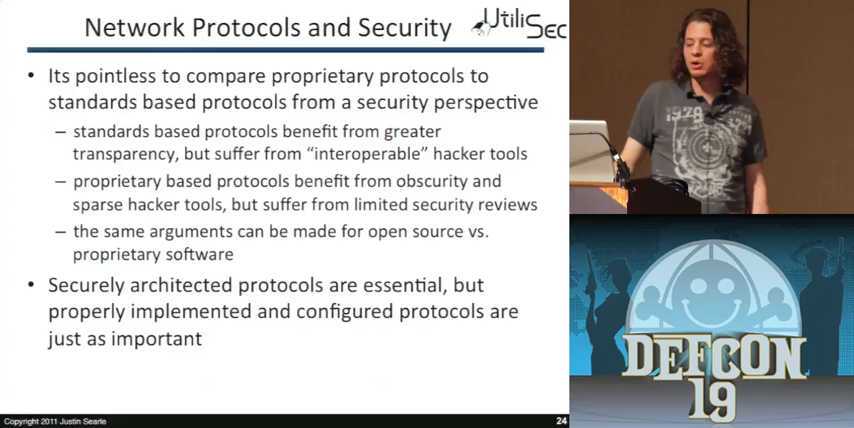 Network Protocols and Security
UtiliSec
• Its pointless to compare proprietary protocols to
standards based protocols from a security perspective
– standards based protocols benefit from greater
transparency, but suffer from “interoperable” hacker tools
– proprietary based protocols benefit from obscurity and
sparse hacker tools, but suffer from limited security reviews
– the same arguments can be made for open source vs.
proprietary software
• Securely architected protocols are essential, but
properly implemented and configured protocols are
just as important
Copyright 2011 Justin Searle
24
1928
DEFCON
19